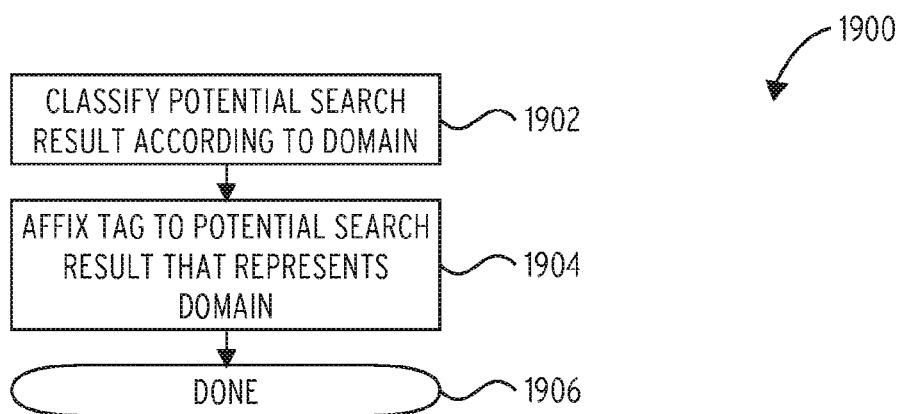 1900
CLASSIFY POTENTIAL SEARCH
RESULT ACCORDING TO DOMAIN
1902
AFFIX TAG TO POTENTIAL SEARCH
RESULT THAT REPRESENTS
DOMAIN
1904
DONE
1906